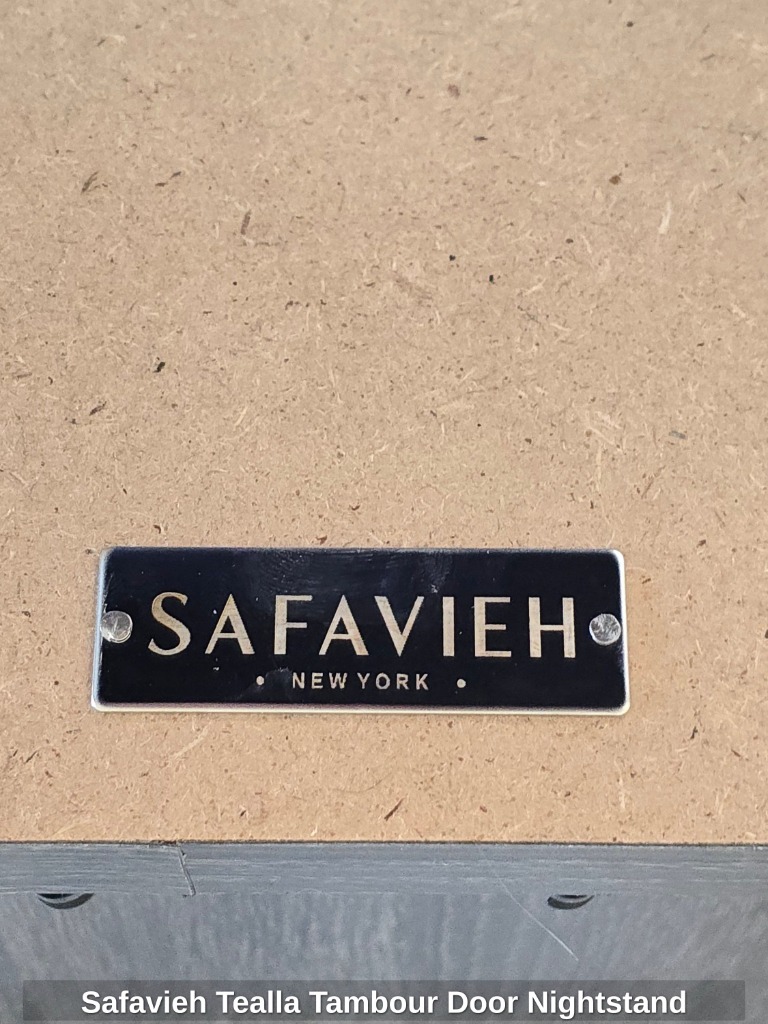 SAFAVIEH
• NEW YORK •
Safavieh Tealla Tambour Door Nightstand